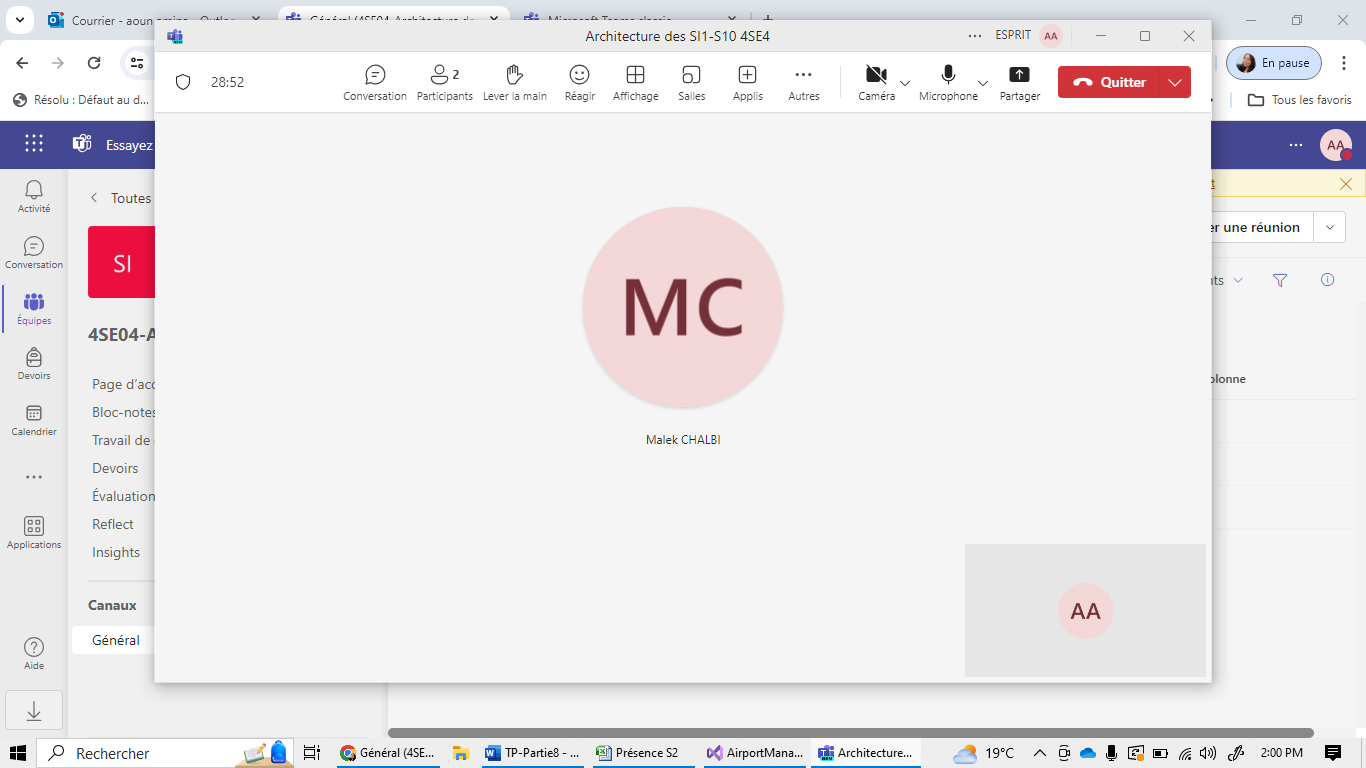 Courrier - aoun amina - Outlo
Général (4SE04-Architecture de
Microsoft Teams classic
Architecture des SI1-S10 4SE4
ESPRIT
AA
En pause
28:52
2
Conversation
Participants
Lever la main
Réagir
Affichage
Salles
Applis
Autres
Caméra
Microphone
Partager
Quitter
Résolu : Défaut au d...
Tous les favoris
Essayez
AA
Activité
Conversation
Équipes
Devoirs
Calendrier
Applications
Aide
Toutes
SI
4SE04-A
Page d'acc
Bloc-notes
Travail de
Devoirs
Évaluation
Reflect
Insights
Canaux
Général
MC
Malek CHALBI
AA
t
er une réunion
nts
olonne
Rechercher
Général (4SE...
TP-Partie8 - ...
Présence S2
AirportMana...
NEW
Architecture...
19°C
2:00 PM